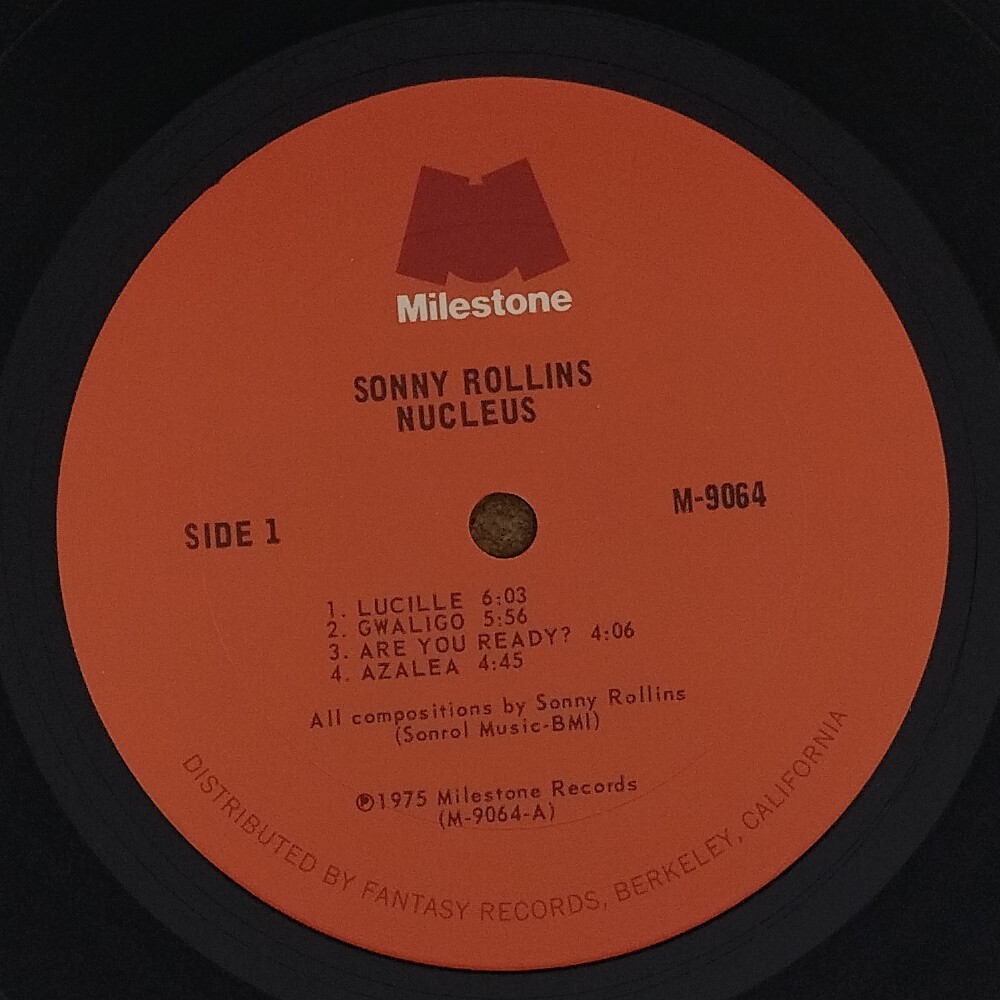 Milestone
SONNY ROLLINS
NUCLEUS
SIDE 1
M-9064
1. LUCILLE 6:03
2. GWALIGO 5:56
3. ARE YOU READY? 4:06
4. AZALEA 4:45
All compositions by Sonny Rollins
(Sonrol Music-BMI)
℗1975 Milestone Records
(M-9064-A)
DISTRIBUTED BY FANTASY RECORDS, BERKELEY, CALIFORNIA